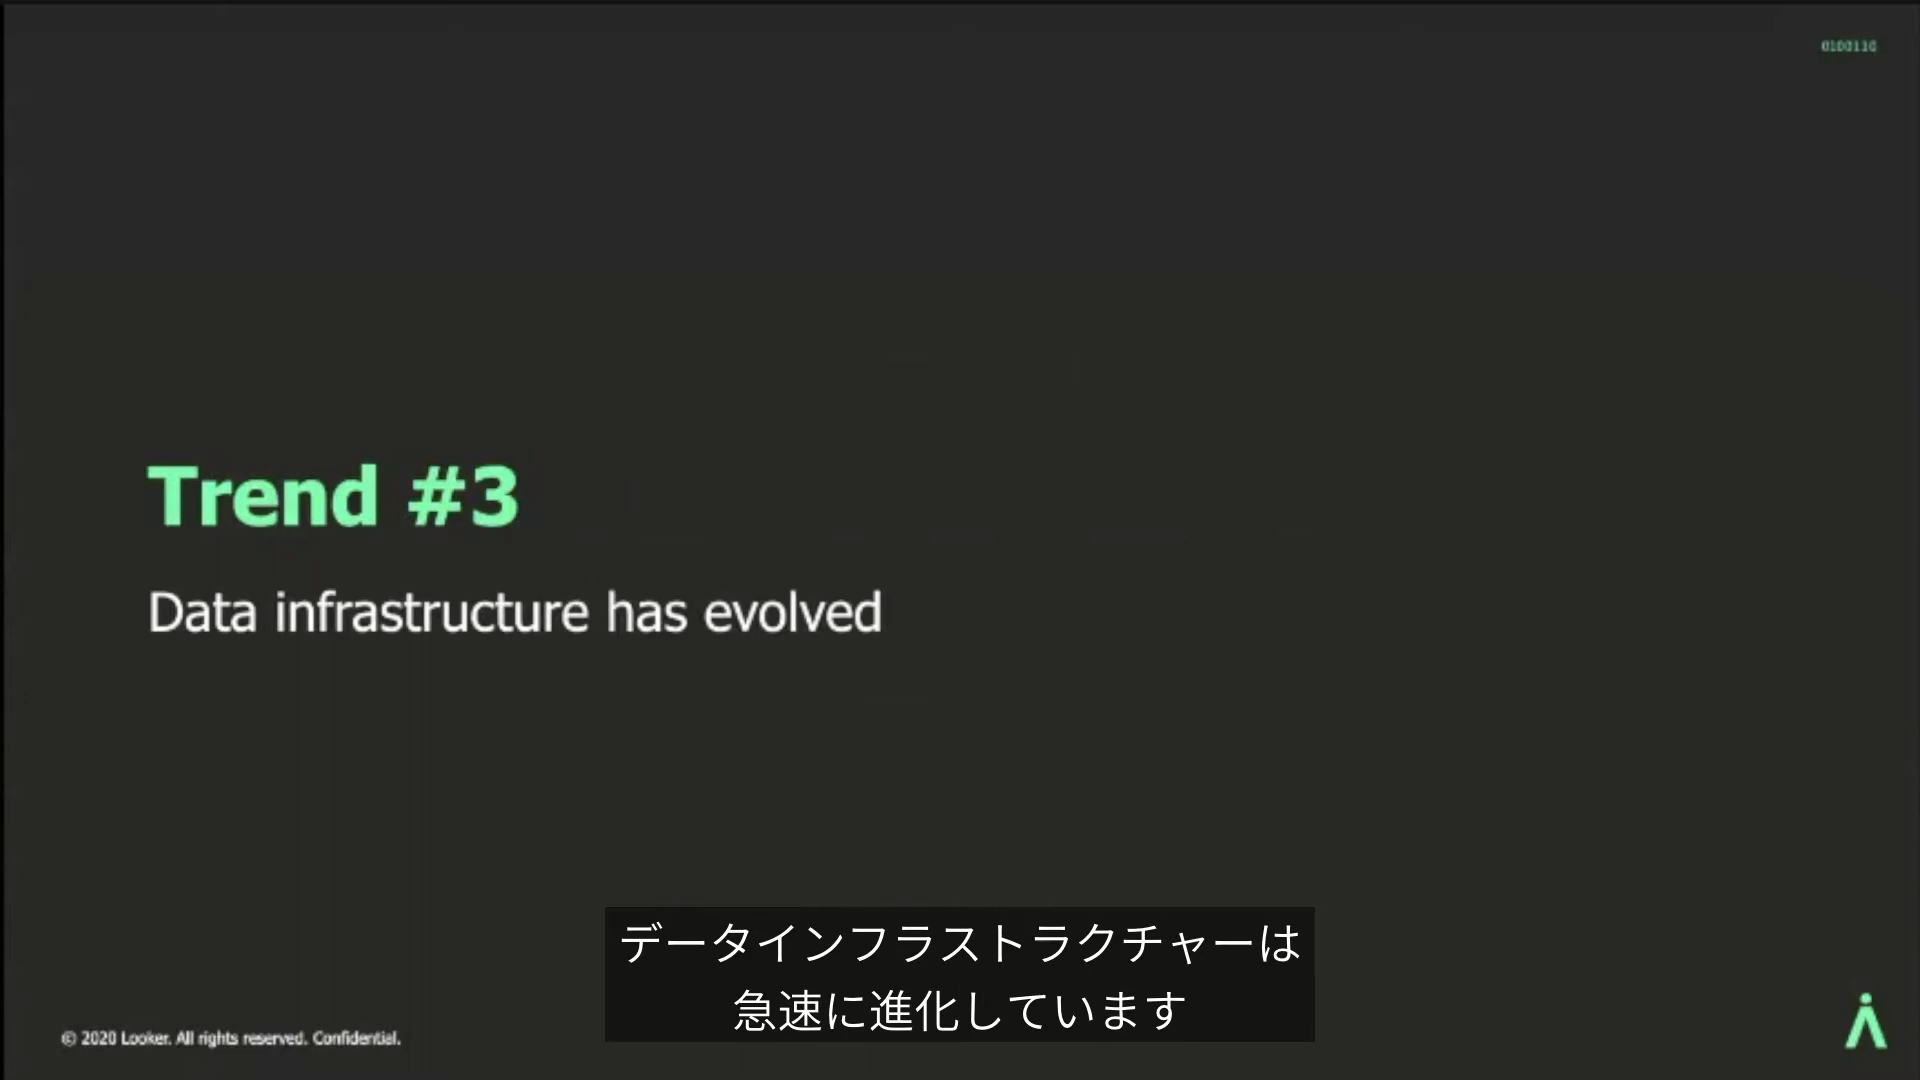 0100110
Trend #3
Data infrastructure has evolved
データインフラストラクチャーは
急速に進化しています
© 2020 Looker. All rights reserved. Confidential.